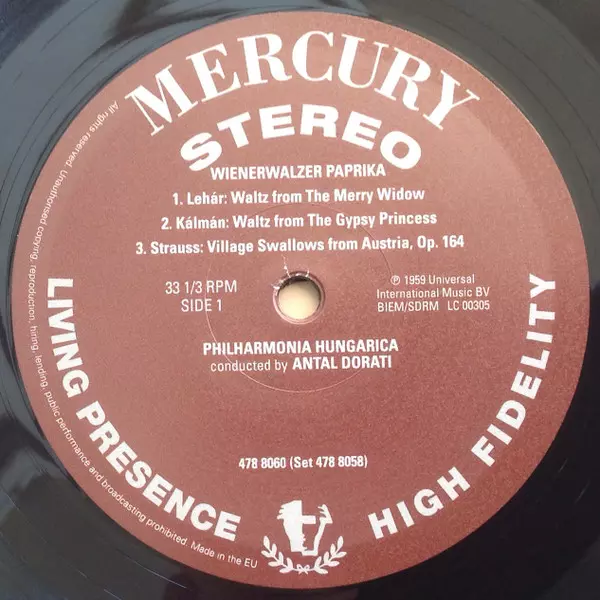 MERCURY
STEREO
WIENERWALZER PAPRIKA
1. Lehár: Waltz from The Merry Widow
2. Kálmán: Waltz from The Gypsy Princess
3. Strauss: Village Swallows from Austria, Op. 164
33 1/3 RPM
SIDE 1
℗ 1959 Universal
International Music BV
BIEM/SDRM LC 00305
PHILHARMONIA HUNGARICA
conducted by ANTAL DORATI
478 8060 (Set 478 8058)
LIVING PRESENCE
HIGH FIDELITY
All rights reserved. Unauthorised copying, reproduction, hiring, lending, public performance and broadcasting prohibited. Made in the EU